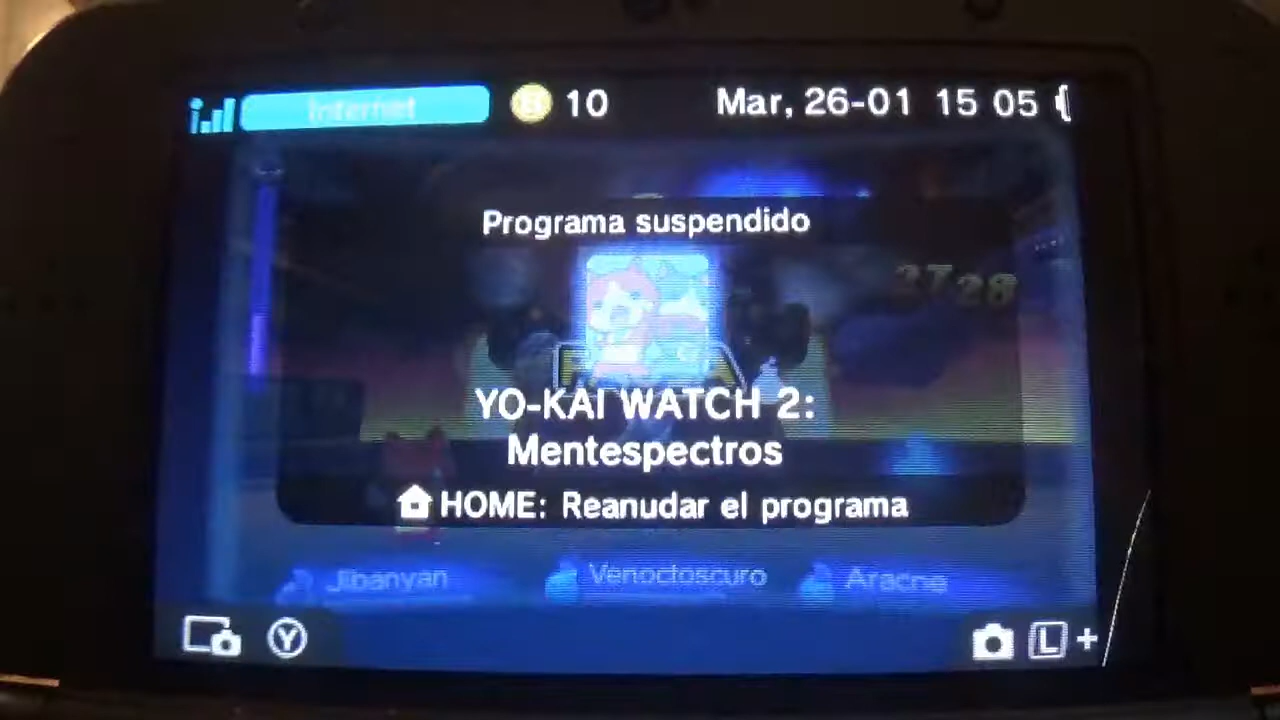 Internet 10 Mar, 26-01 15 05
Programa suspendido
2728
YO-KAI WATCH 2:
Mentespectros
HOME: Reanudar el programa
Jibanyan Venoctoscuro Aracne
Y L +